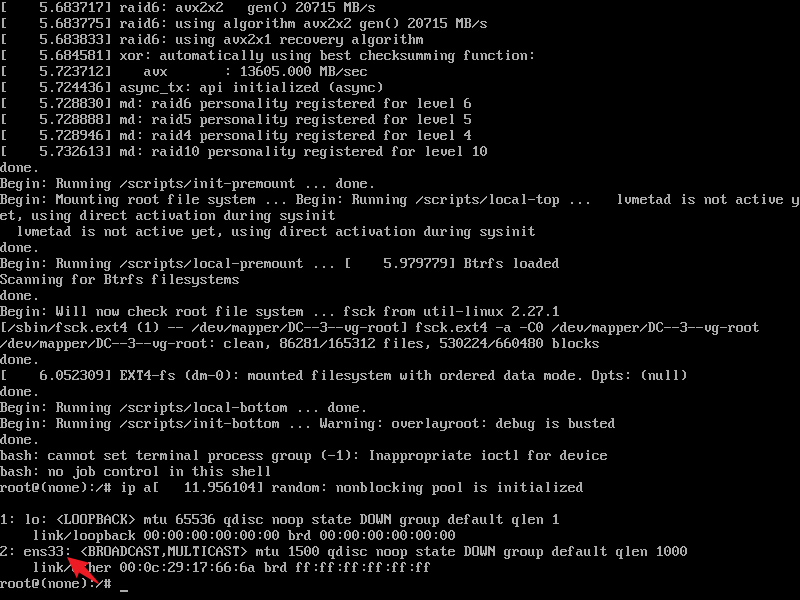 [    5.683717] raid6: avx2x2   gen() 20715 MB/s
[    5.683775] raid6: using algorithm avx2x2 gen() 20715 MB/s
[    5.683833] raid6: using avx2x1 recovery algorithm
[    5.684581] xor: automatically using best checksumming function:
[    5.723712]    avx       : 13605.000 MB/sec
[    5.724436] async_tx: api initialized (async)
[    5.728830] md: raid6 personality registered for level 6
[    5.728888] md: raid5 personality registered for level 5
[    5.728946] md: raid4 personality registered for level 4
[    5.732613] md: raid10 personality registered for level 10
done.
Begin: Running /scripts/init-premount ... done.
Begin: Mounting root file system ... Begin: Running /scripts/local-top ...   lvmetad is not active y
et, using direct activation during sysinit
  lvmetad is not active yet, using direct activation during sysinit
done.
Begin: Running /scripts/local-premount ... [    5.979779] Btrfs loaded
Scanning for Btrfs filesystems
done.
Begin: Will now check root file system ... fsck from util-linux 2.27.1
[/sbin/fsck.ext4 (1) -- /dev/mapper/DC--3--vg-root] fsck.ext4 -a -C0 /dev/mapper/DC--3--vg-root
/dev/mapper/DC--3--vg-root: clean, 86281/165312 files, 530224/660480 blocks
done.
[    6.052309] EXT4-fs (dm-0): mounted filesystem with ordered data mode. Opts: (null)
done.
Begin: Running /scripts/local-bottom ... done.
Begin: Running /scripts/init-bottom ... Warning: overlayroot: debug is busted
done.
bash: cannot set terminal process group (-1): Inappropriate ioctl for device
bash: no job control in this shell
root@(none):/# ip a[   11.956104] random: nonblocking pool is initialized

1: lo: <LOOPBACK> mtu 65536 qdisc noop state DOWN group default qlen 1
    link/loopback 00:00:00:00:00:00 brd 00:00:00:00:00:00
2: ens33: <BROADCAST,MULTICAST> mtu 1500 qdisc noop state DOWN group default qlen 1000
    link/ her 00:0c:29:17:66:6a brd ff:ff:ff:ff:ff:ff
root@(none):/# _